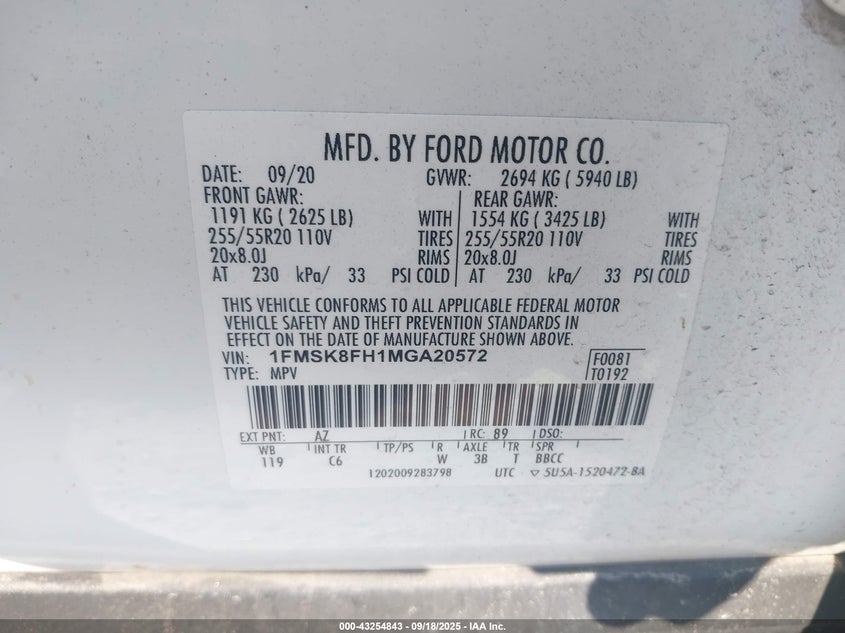 MFD. BY FORD MOTOR CO.
DATE: 09/20 GVWR: 2694 KG ( 5940 LB)
FRONT GAWR: REAR GAWR:
1191 KG ( 2625 LB) WITH 1554 KG ( 3425 LB) WITH
255/55R20 110V TIRES 255/55R20 110V TIRES
20x8.0J RIMS 20x8.0J RIMS
AT 230 kPa/ 33 PSI COLD AT 230 kPa/ 33 PSI COLD
THIS VEHICLE CONFORMS TO ALL APPLICABLE FEDERAL MOTOR
VEHICLE SAFETY AND THEFT PREVENTION STANDARDS IN
EFFECT ON THE DATE OF MANUFACTURE SHOWN ABOVE.
VIN: 1FMSK8FH1MGA20572 F0081
TYPE: MPV T0192
EXT PNT: AZ RC: 89 DSO:
WB INT TR TP/PS R AXLE TR SPR
119 C6 W 3B T BBCC
1202009283798 UTC ▽ 5U5A-1520472-BA
000-43254843 / 09/18/2025 - IAA Inc.